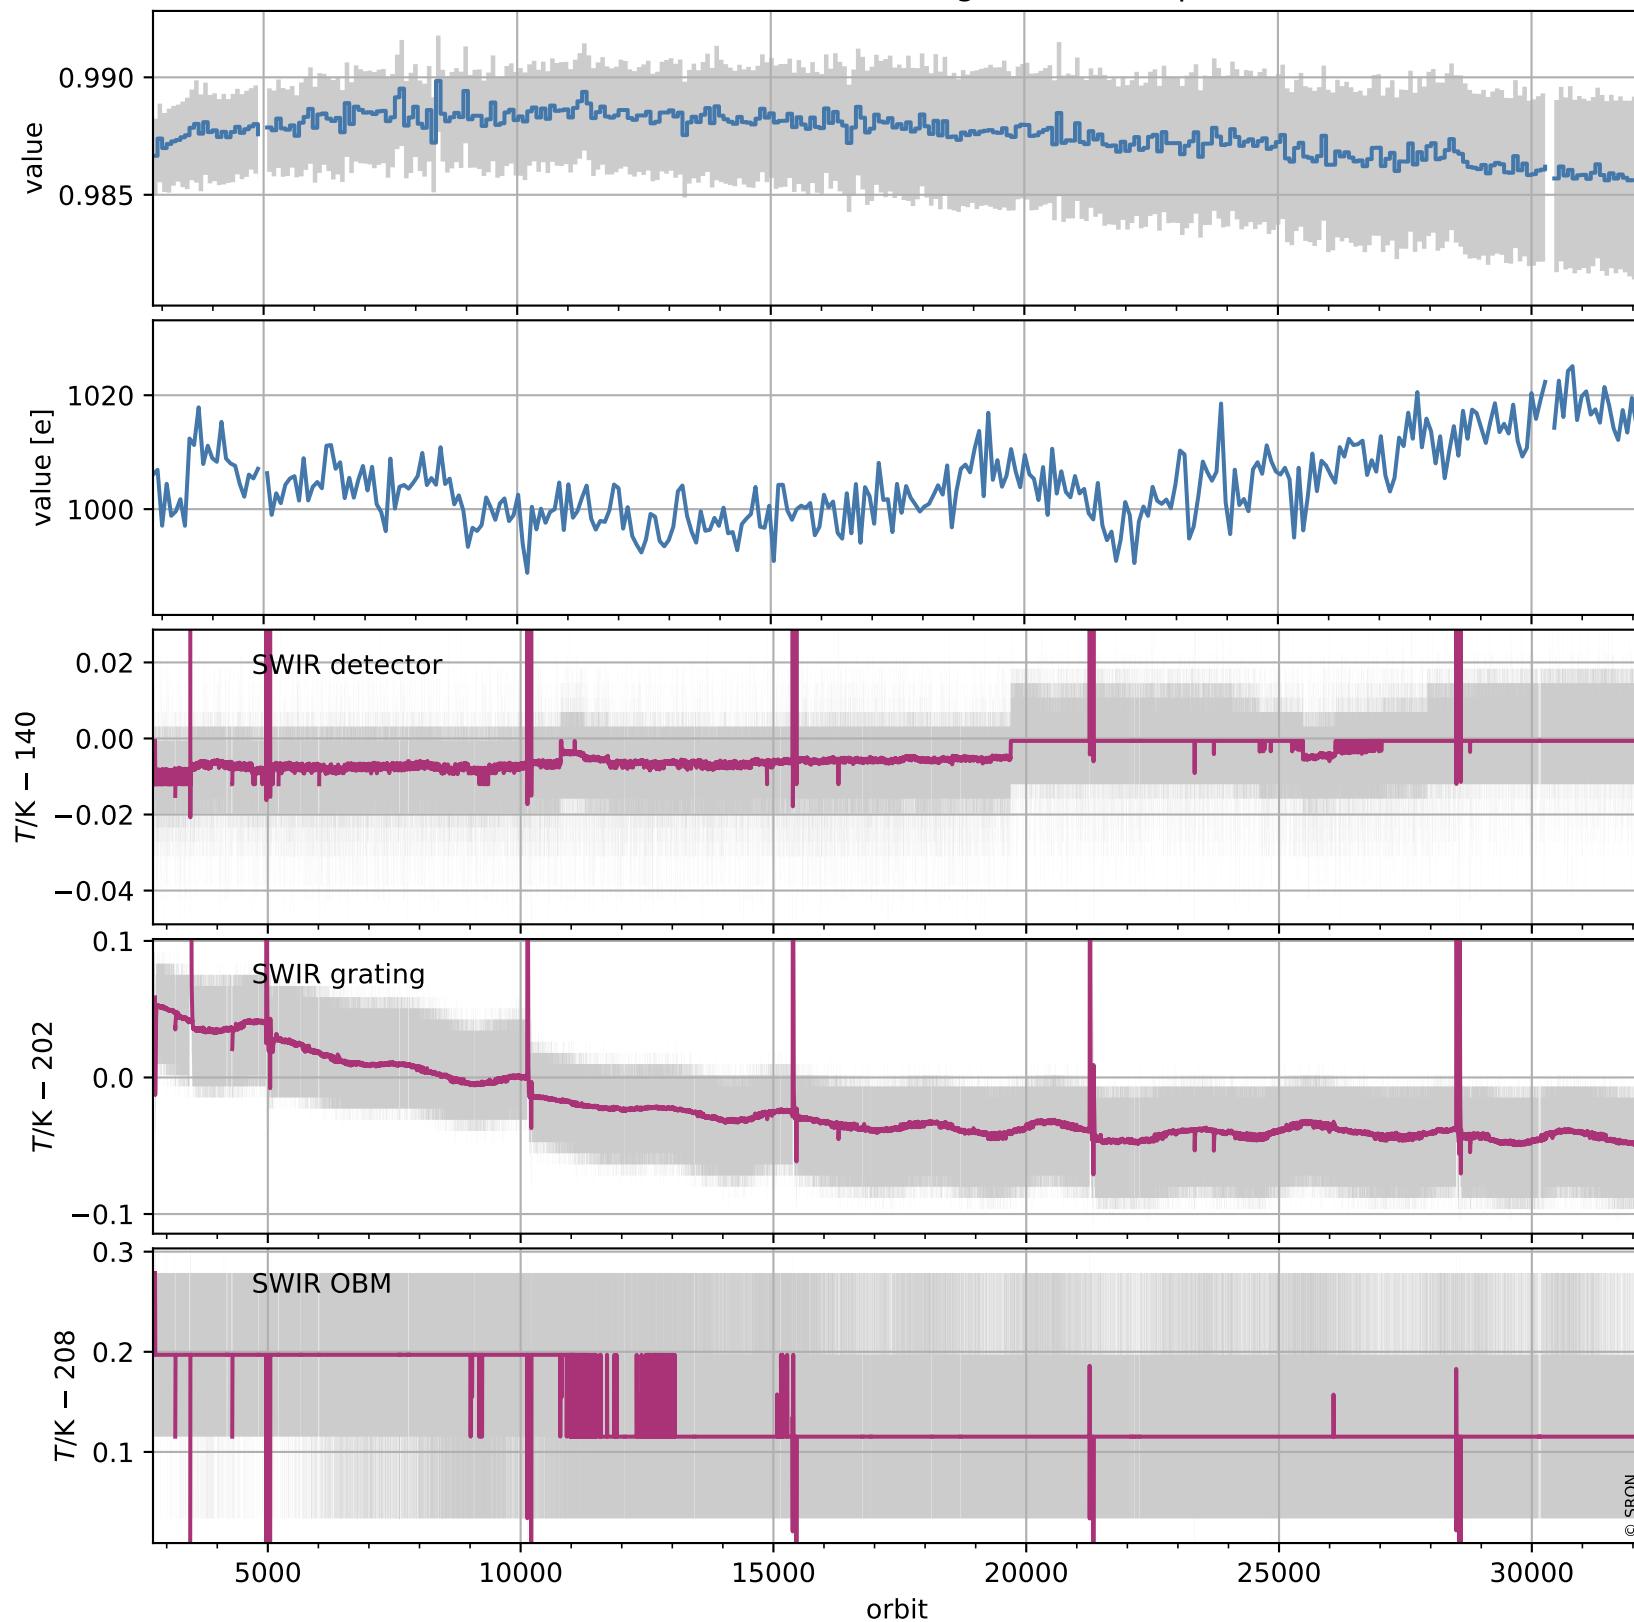 0.990
0.985
value
1020
1000
value [e]
SWIR detector
0.02
0.00
−0.02
−0.04
T/K − 140
SWIR grating
0.1
0.0
−0.1
T/K − 202
SWIR OBM
0.3
0.2
0.1
T/K − 208
© SRON
5000 10000 15000 20000 25000 30000
orbit